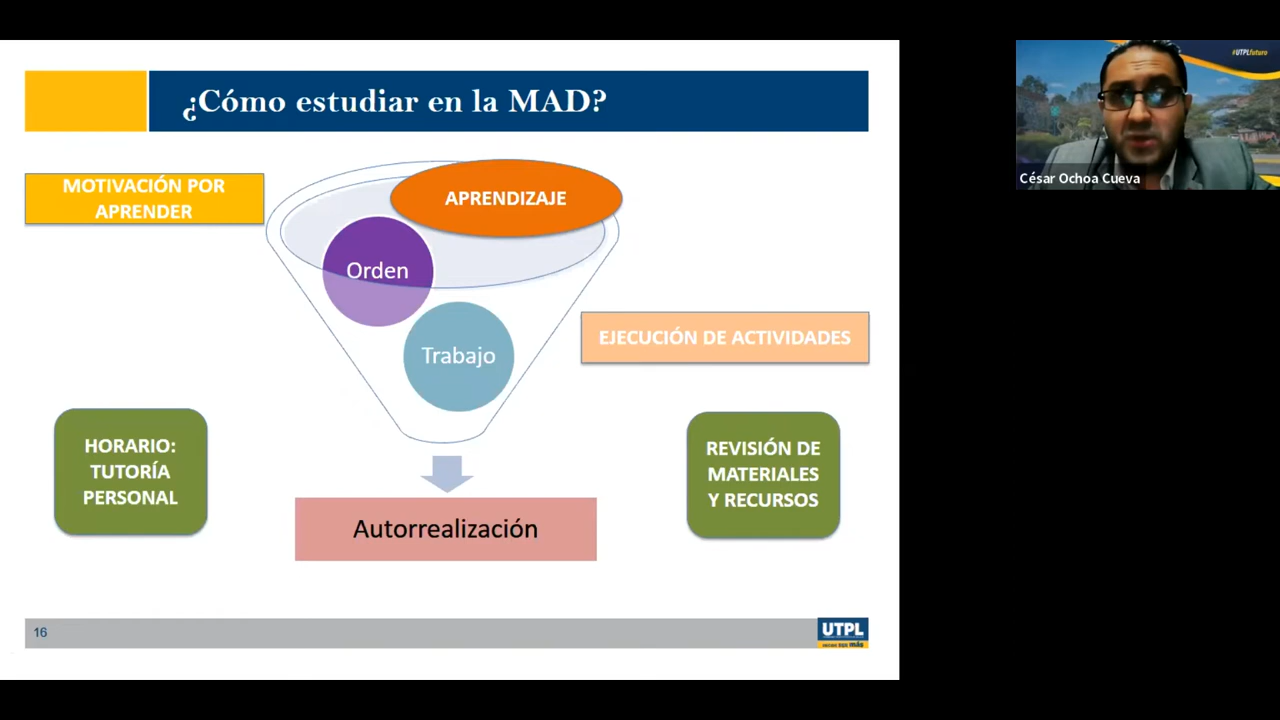 ¿Cómo estudiar en la MAD?
#UTPLfuturo
César Ochoa Cueva
MOTIVACIÓN POR
APRENDER
APRENDIZAJE
Orden
Trabajo
EJECUCIÓN DE ACTIVIDADES
HORARIO:
TUTORÍA
PERSONAL
REVISIÓN DE
MATERIALES
Y RECURSOS
Autorrealización
16
UTPL
más